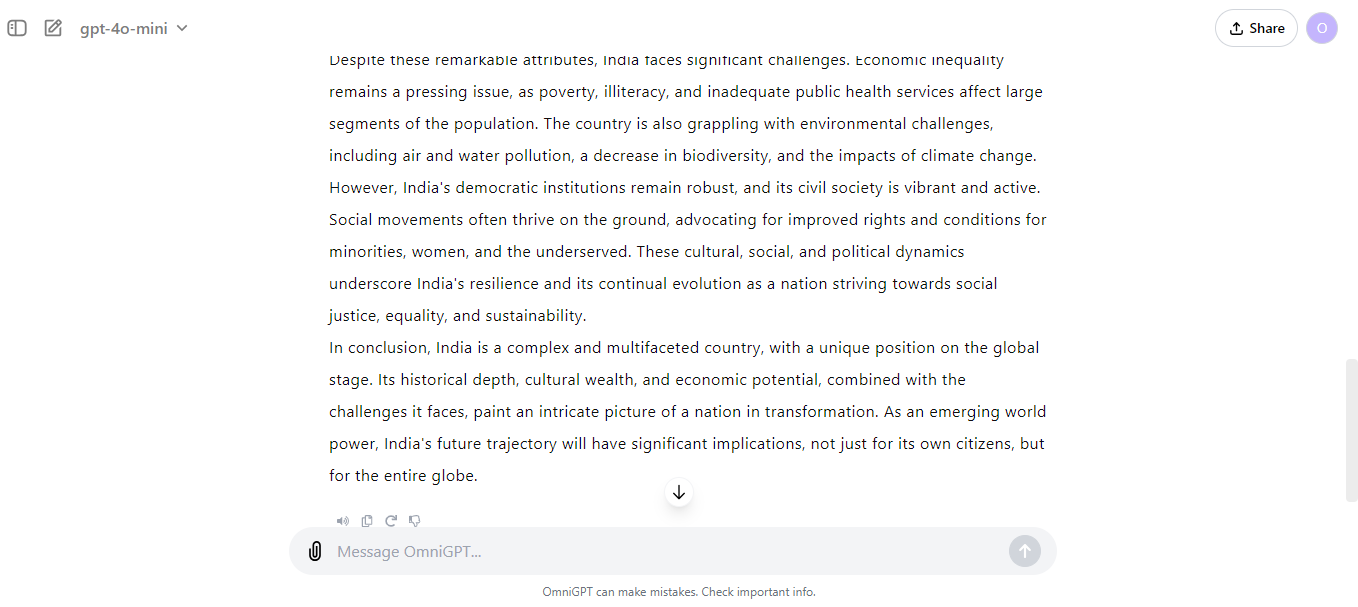 gpt-4o-mini
Share
O
Despite these remarkable attributes, India faces significant challenges. Economic inequality
remains a pressing issue, as poverty, illiteracy, and inadequate public health services affect large
segments of the population. The country is also grappling with environmental challenges,
including air and water pollution, a decrease in biodiversity, and the impacts of climate change.
However, India's democratic institutions remain robust, and its civil society is vibrant and active.
Social movements often thrive on the ground, advocating for improved rights and conditions for
minorities, women, and the underserved. These cultural, social, and political dynamics
underscore India's resilience and its continual evolution as a nation striving towards social
justice, equality, and sustainability.
In conclusion, India is a complex and multifaceted country, with a unique position on the global
stage. Its historical depth, cultural wealth, and economic potential, combined with the
challenges it faces, paint an intricate picture of a nation in transformation. As an emerging world
power, India's future trajectory will have significant implications, not just for its own citizens, but
for the entire globe.
Message OmniGPT...
OmniGPT can make mistakes. Check important info.